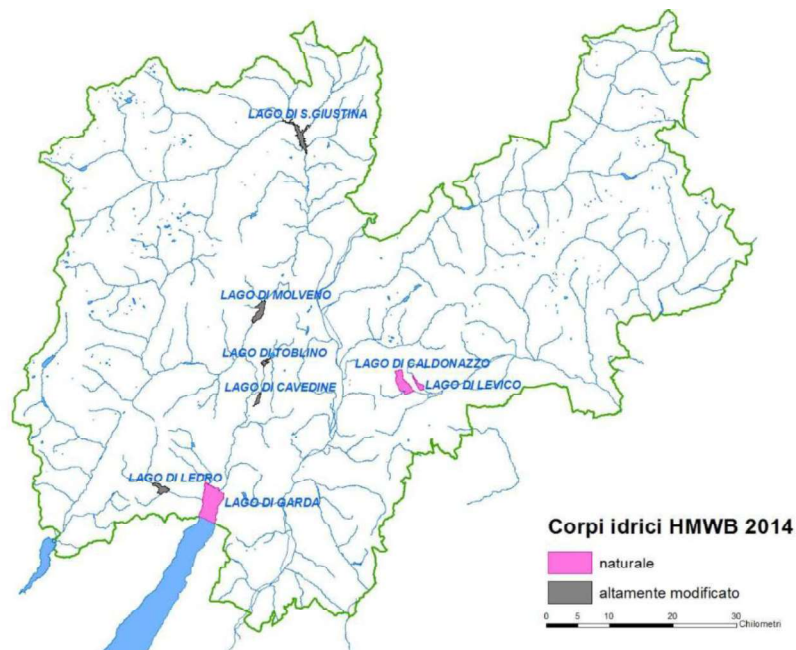 LAGO DI S.GIUSTINA
LAGO DI MOLVENO
LAGO DI TOBLINO
LAGO DI CALDONAZZO
LAGO DI CAVEDINE
LAGO DI LEVICO
LAGO DI LEDRO
LAGO DI GARDA
Corpi idrici HMWB 2014
naturale
altamente modificato
0 5 10 20 30
Chilometri